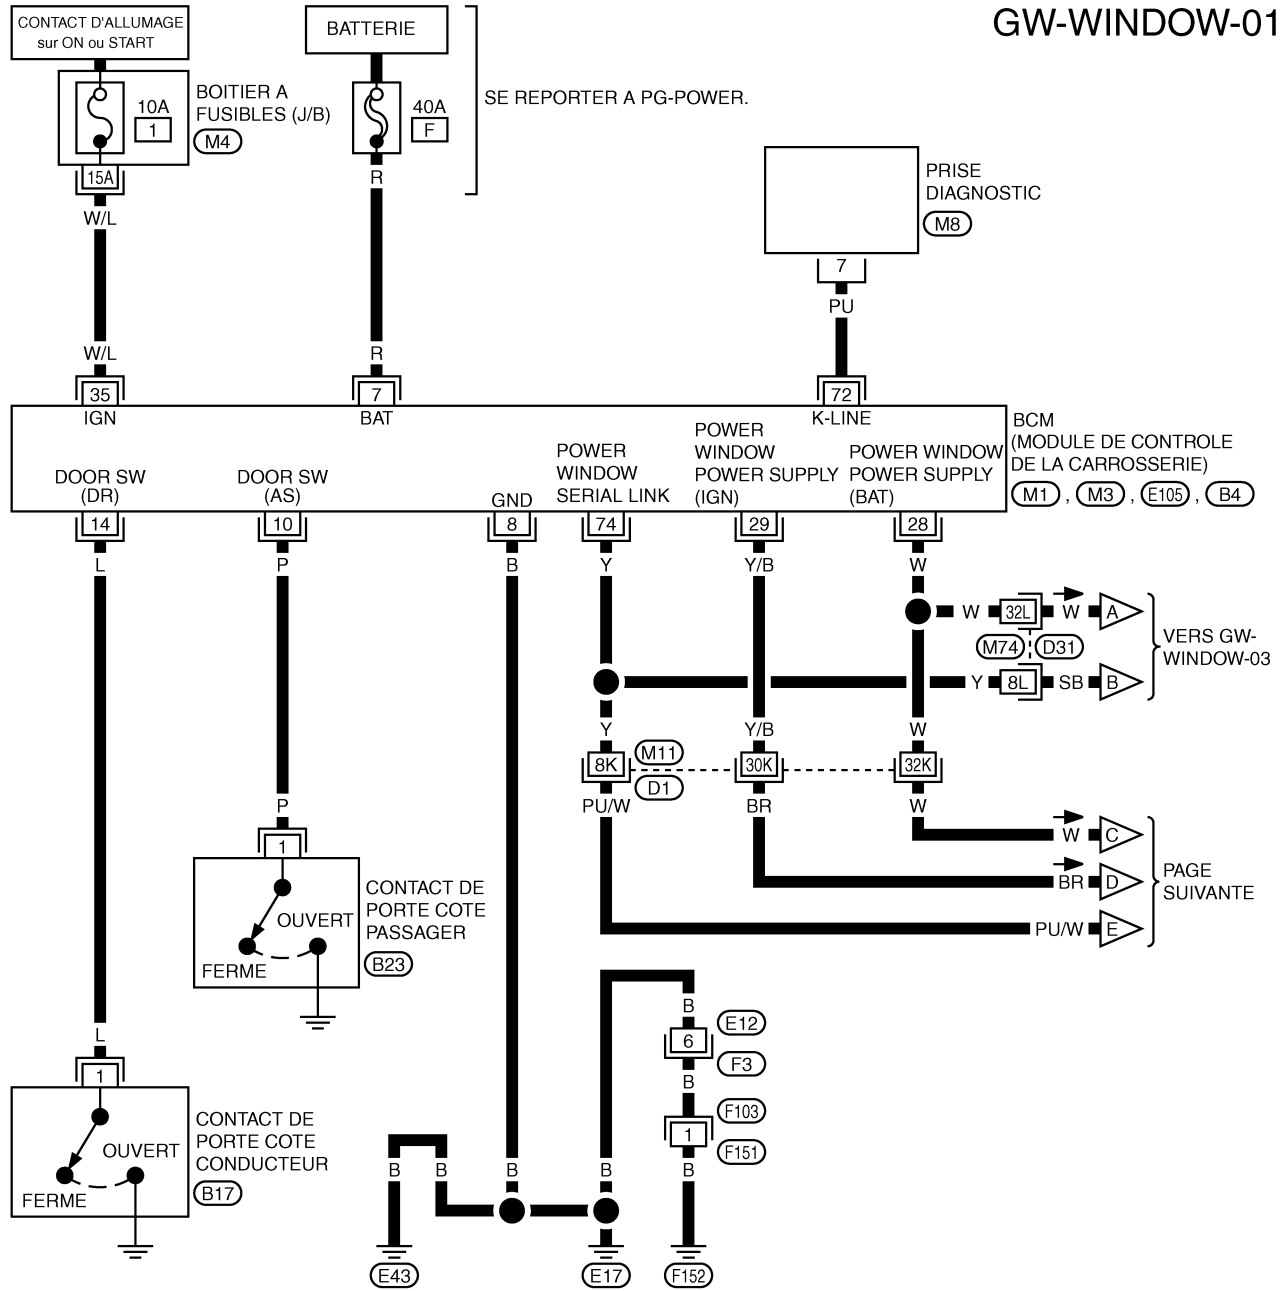 GW-WINDOW-01
CONTACT D'ALLUMAGE
sur ON ou START
BATTERIE
BOITIER A
FUSIBLES (J/B)
M4
10A
1
15A
40A
F
SE REPORTER A PG-POWER.
W/L
R
PRISE
DIAGNOSTIC
M8
7
PU
W/L
R
35
7
72
IGN
BAT
K-LINE
BCM
(MODULE DE CONTROLE
DE LA CARROSSERIE)
M1 , M3 , E105 , B4
DOOR SW
(DR)
DOOR SW
(AS)
GND
POWER
WINDOW
SERIAL LINK
POWER
WINDOW
POWER SUPPLY
(IGN)
POWER WINDOW
POWER SUPPLY
(BAT)
14
10
8
74
29
28
L
P
B
Y
Y/B
W
W
32L
W
A
M74
D31
VERS GW-
WINDOW-03
Y
8L
SB
B
Y
Y/B
W
8K
M11
D1
30K
32K
PU/W
BR
W
W
C
BR
D
PU/W
E
PAGE
SUIVANTE
P
1
OUVERT
FERME
CONTACT DE
PORTE COTE
PASSAGER
B23
L
1
OUVERT
FERME
CONTACT DE
PORTE COTE
CONDUCTEUR
B17
B
E12
6
F3
B
F103
1
F151
B
B
B
B
B
E43
E17
F152